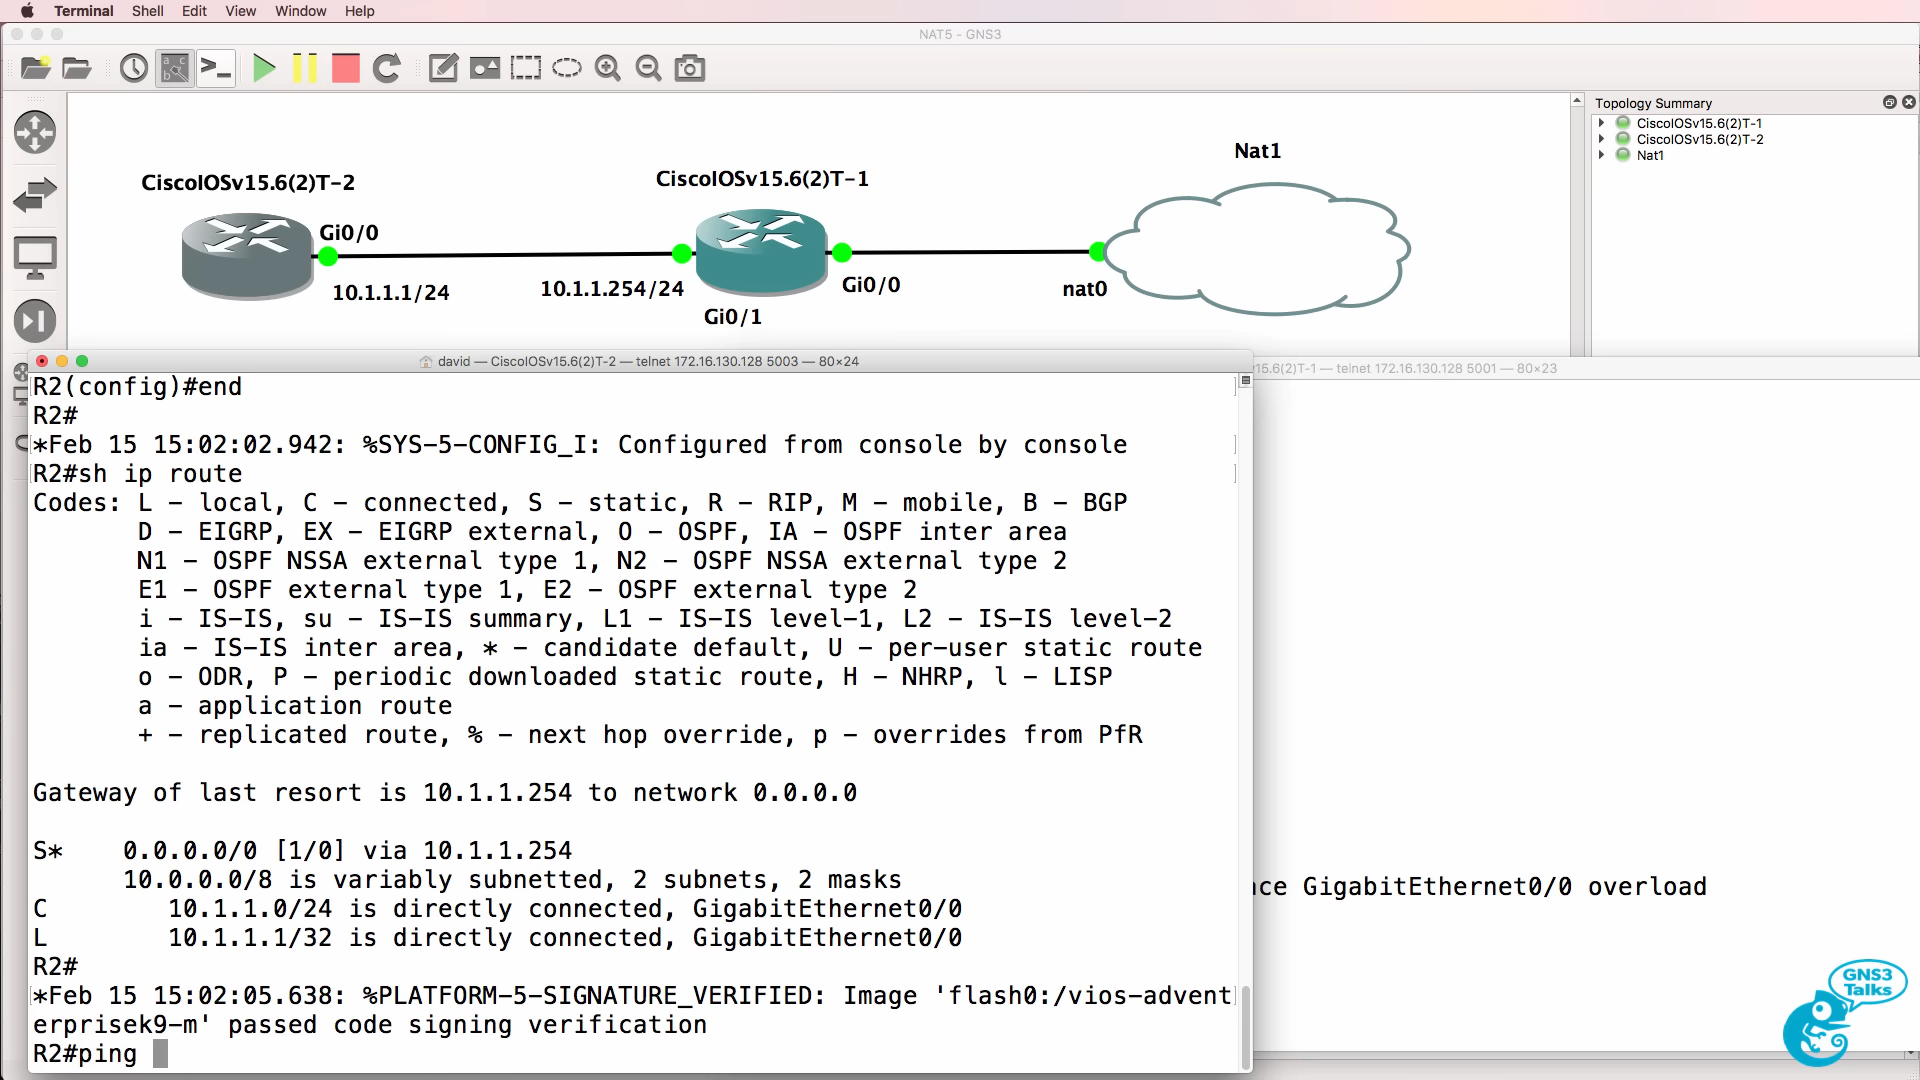 Terminal Shell Edit View Window Help
NAT5 - GNS3
Topology Summary
CiscoIOSv15.6(2)T-1
CiscoIOSv15.6(2)T-2
Nat1
Nat1
CiscoIOSv15.6(2)T-2
CiscoIOSv15.6(2)T-1
Gi0/0
10.1.1.1/24
10.1.1.254/24
Gi0/0
nat0
Gi0/1
david — CiscoIOSv15.6(2)T-2 — telnet 172.16.130.128 5003 — 80×24
15.6(2)T-1 — telnet 172.16.130.128 5001 — 80×23
R2(config)#end
R2#
*Feb 15 15:02:02.942: %SYS-5-CONFIG_I: Configured from console by console
R2#sh ip route
Codes: L - local, C - connected, S - static, R - RIP, M - mobile, B - BGP
D - EIGRP, EX - EIGRP external, O - OSPF, IA - OSPF inter area
N1 - OSPF NSSA external type 1, N2 - OSPF NSSA external type 2
E1 - OSPF external type 1, E2 - OSPF external type 2
i - IS-IS, su - IS-IS summary, L1 - IS-IS level-1, L2 - IS-IS level-2
ia - IS-IS inter area, * - candidate default, U - per-user static route
o - ODR, P - periodic downloaded static route, H - NHRP, l - LISP
a - application route
+ - replicated route, % - next hop override, p - overrides from PfR
Gateway of last resort is 10.1.1.254 to network 0.0.0.0
S* 0.0.0.0/0 [1/0] via 10.1.1.254
10.0.0.0/8 is variably subnetted, 2 subnets, 2 masks
C 10.1.1.0/24 is directly connected, GigabitEthernet0/0
L 10.1.1.1/32 is directly connected, GigabitEthernet0/0
R2#
*Feb 15 15:02:05.638: %PLATFORM-5-SIGNATURE_VERIFIED: Image 'flash0:/vios-advent
erprisek9-m' passed code signing verification
R2#ping
GigabitEthernet0/0 overload
GNS3
Talks